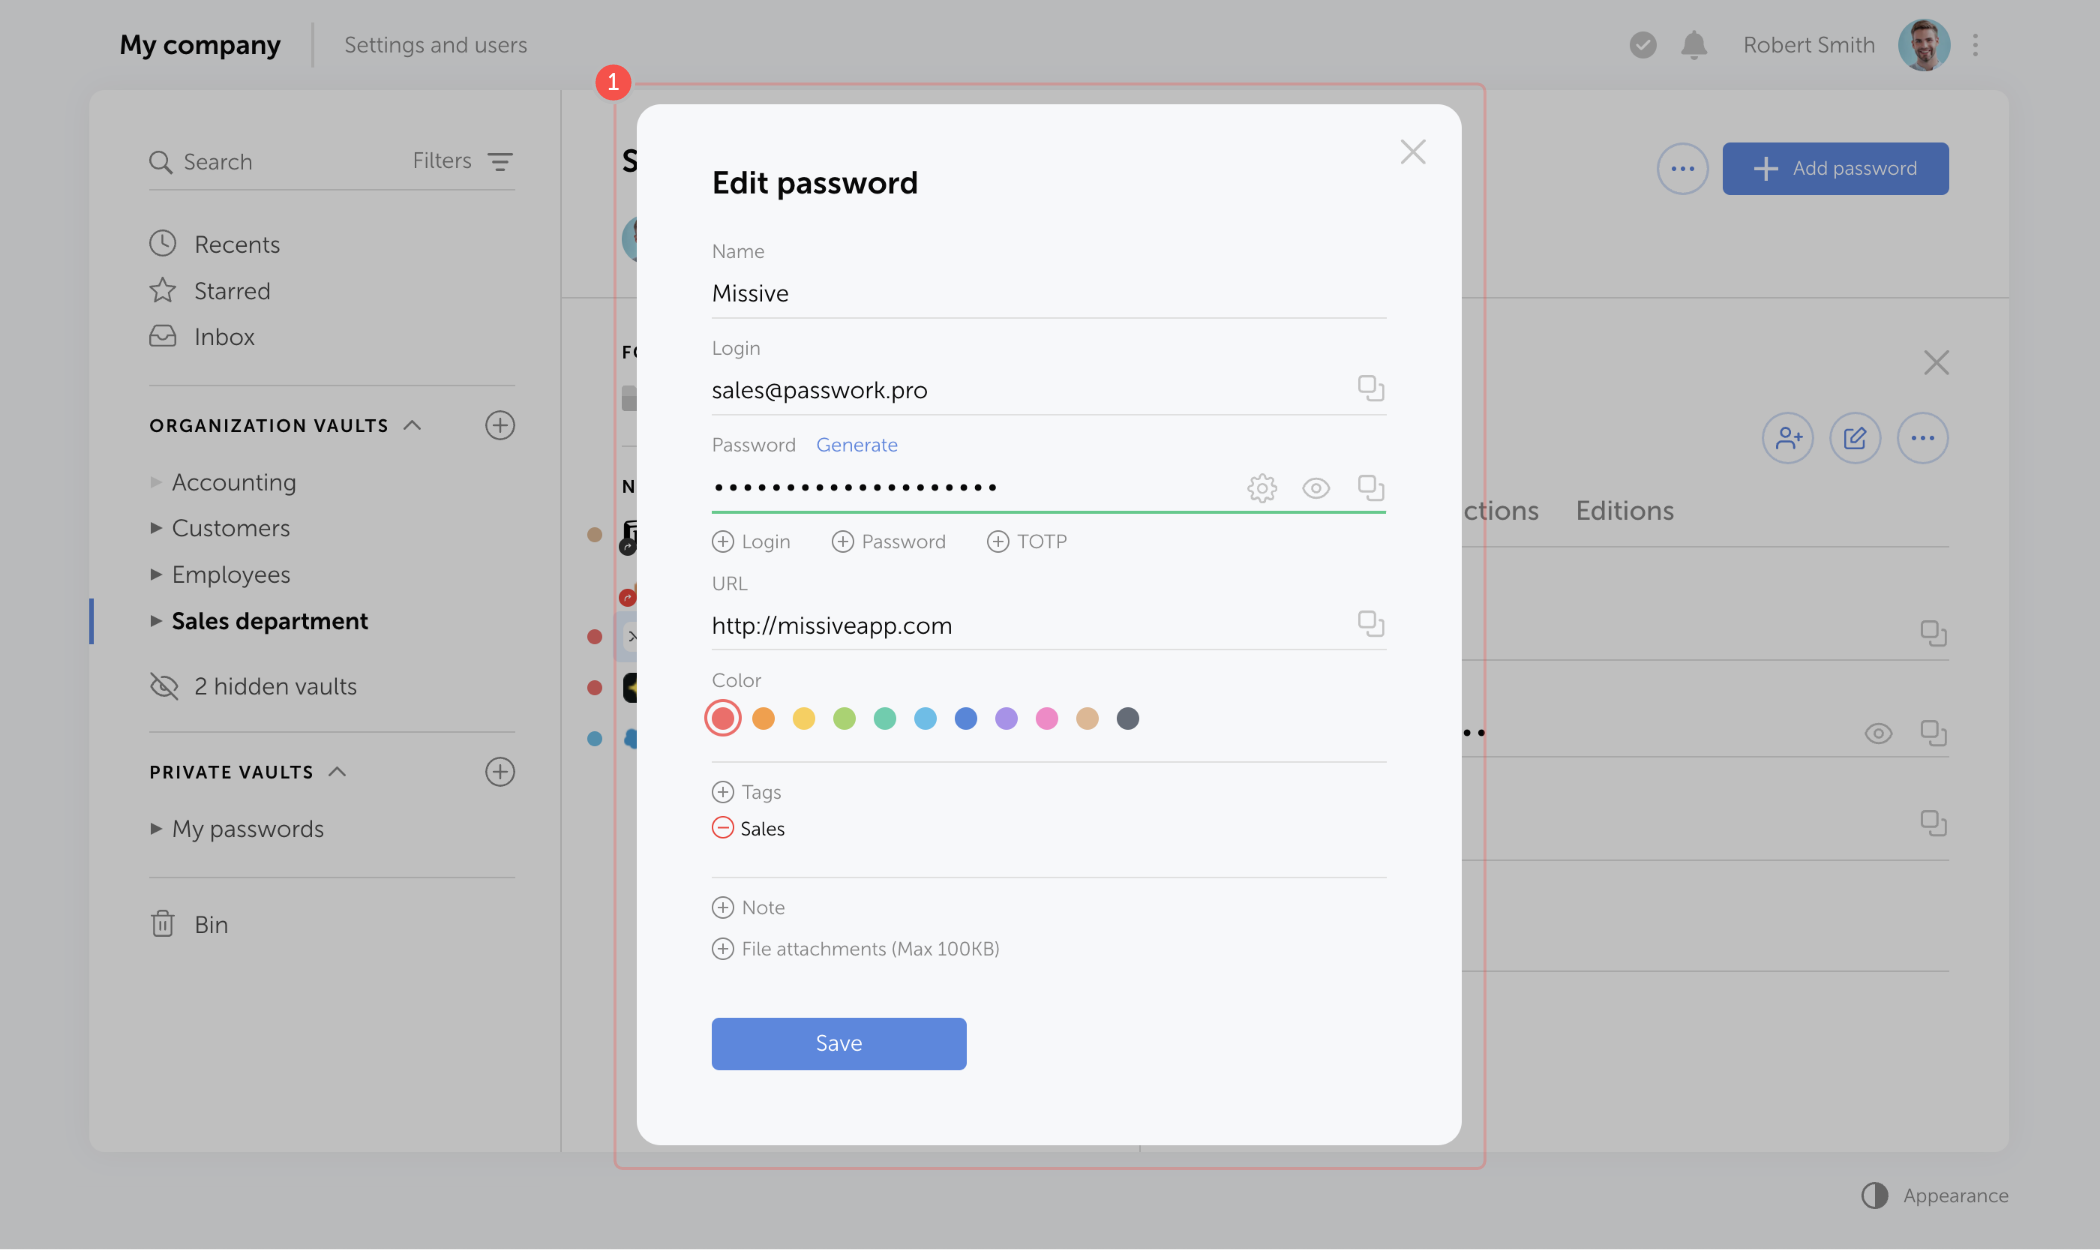 My company
Settings and users
Robert Smith
1
Search
Filters
Recents
Starred
Inbox
ORGANIZATION VAULTS
Accounting
Customers
Employees
Sales department
2 hidden vaults
PRIVATE VAULTS
My passwords
Bin
Edit password
Name
Missive
Login
sales@passwork.pro
Password Generate
••••••••••••••••••••
Login Password TOTP
URL
http://missiveapp.com
Color
Tags
Sales
Note
File attachments (Max 100KB)
Save
Add password
Editions
Appearance